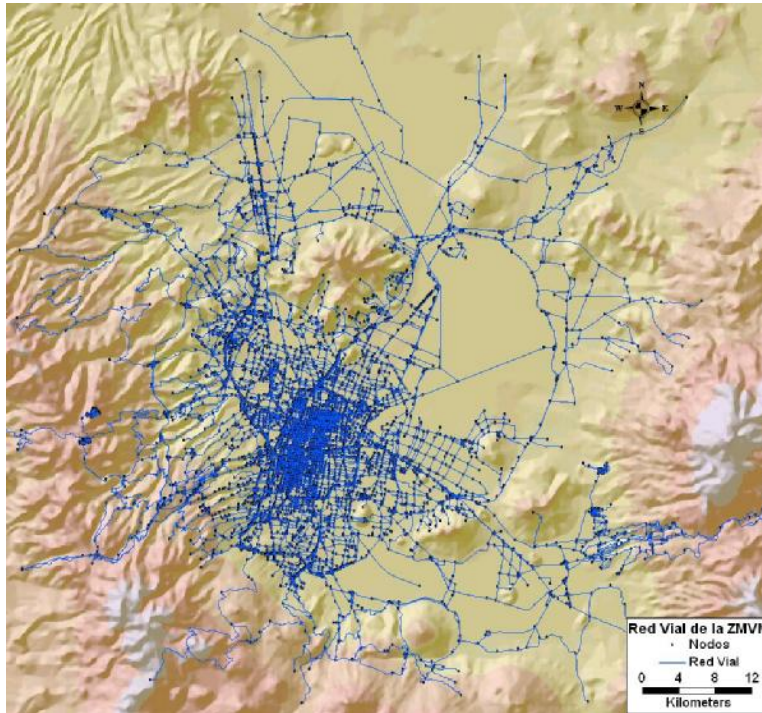 N
W E
S
Red Vial de la ZMVM
Nodos
Red Vial
0 4 8 12
Kilometers